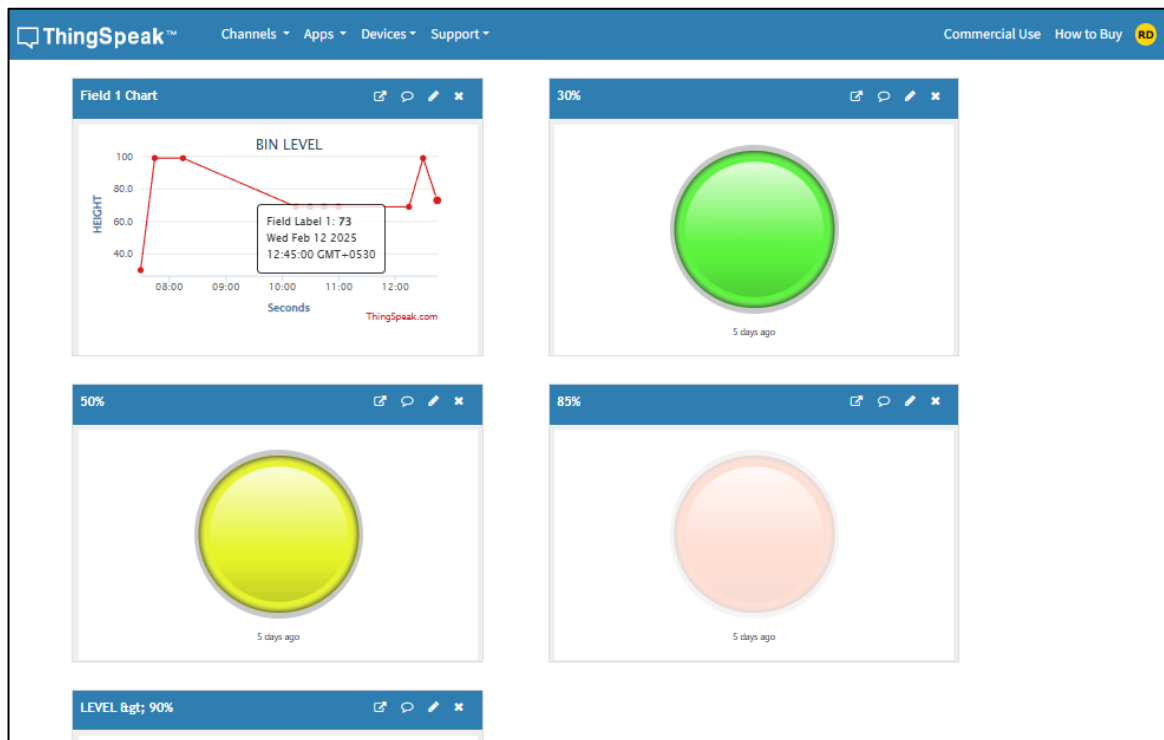 ThingSpeak™ Channels Apps Devices Support Commercial Use How to Buy RD
Field 1 Chart
BIN LEVEL
HEIGHT
100
80.0
60.0
40.0
Field Label 1: 73
Wed Feb 12 2025
12:45:00 GMT+0530
08:00 09:00 10:00 11:00 12:00
Seconds
ThingSpeak.com
30%
5 days ago
50%
5 days ago
85%
5 days ago
LEVEL &gt; 90%